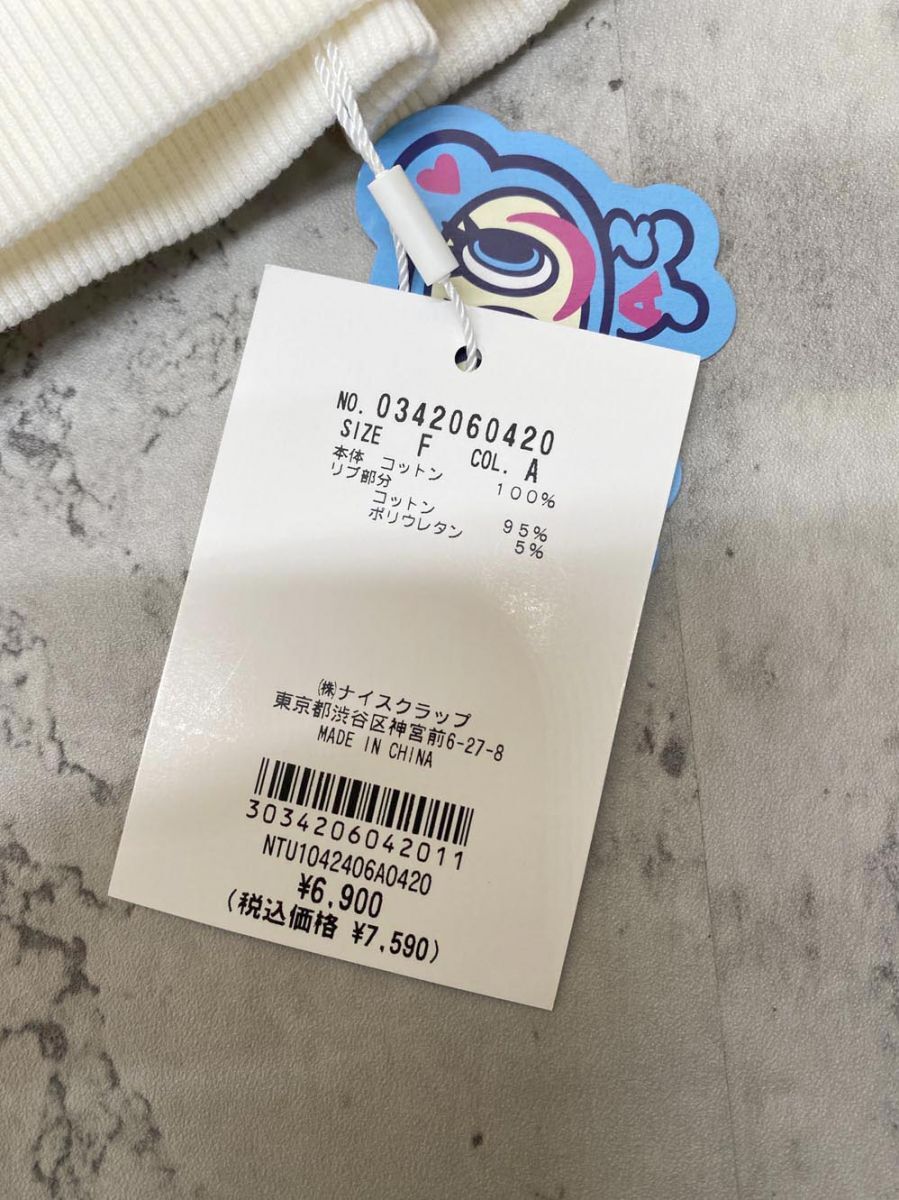 NO. 0342060420
SIZE F COL. A
本体 コットン 100%
リブ部分
コットン 95%
ポリウレタン 5%
(株)ナイスクラップ
東京都渋谷区神宮前6-27-8
MADE IN CHINA
3034206042011
NTU1042406A0420
¥6,900
(税込価格 ¥7,590)